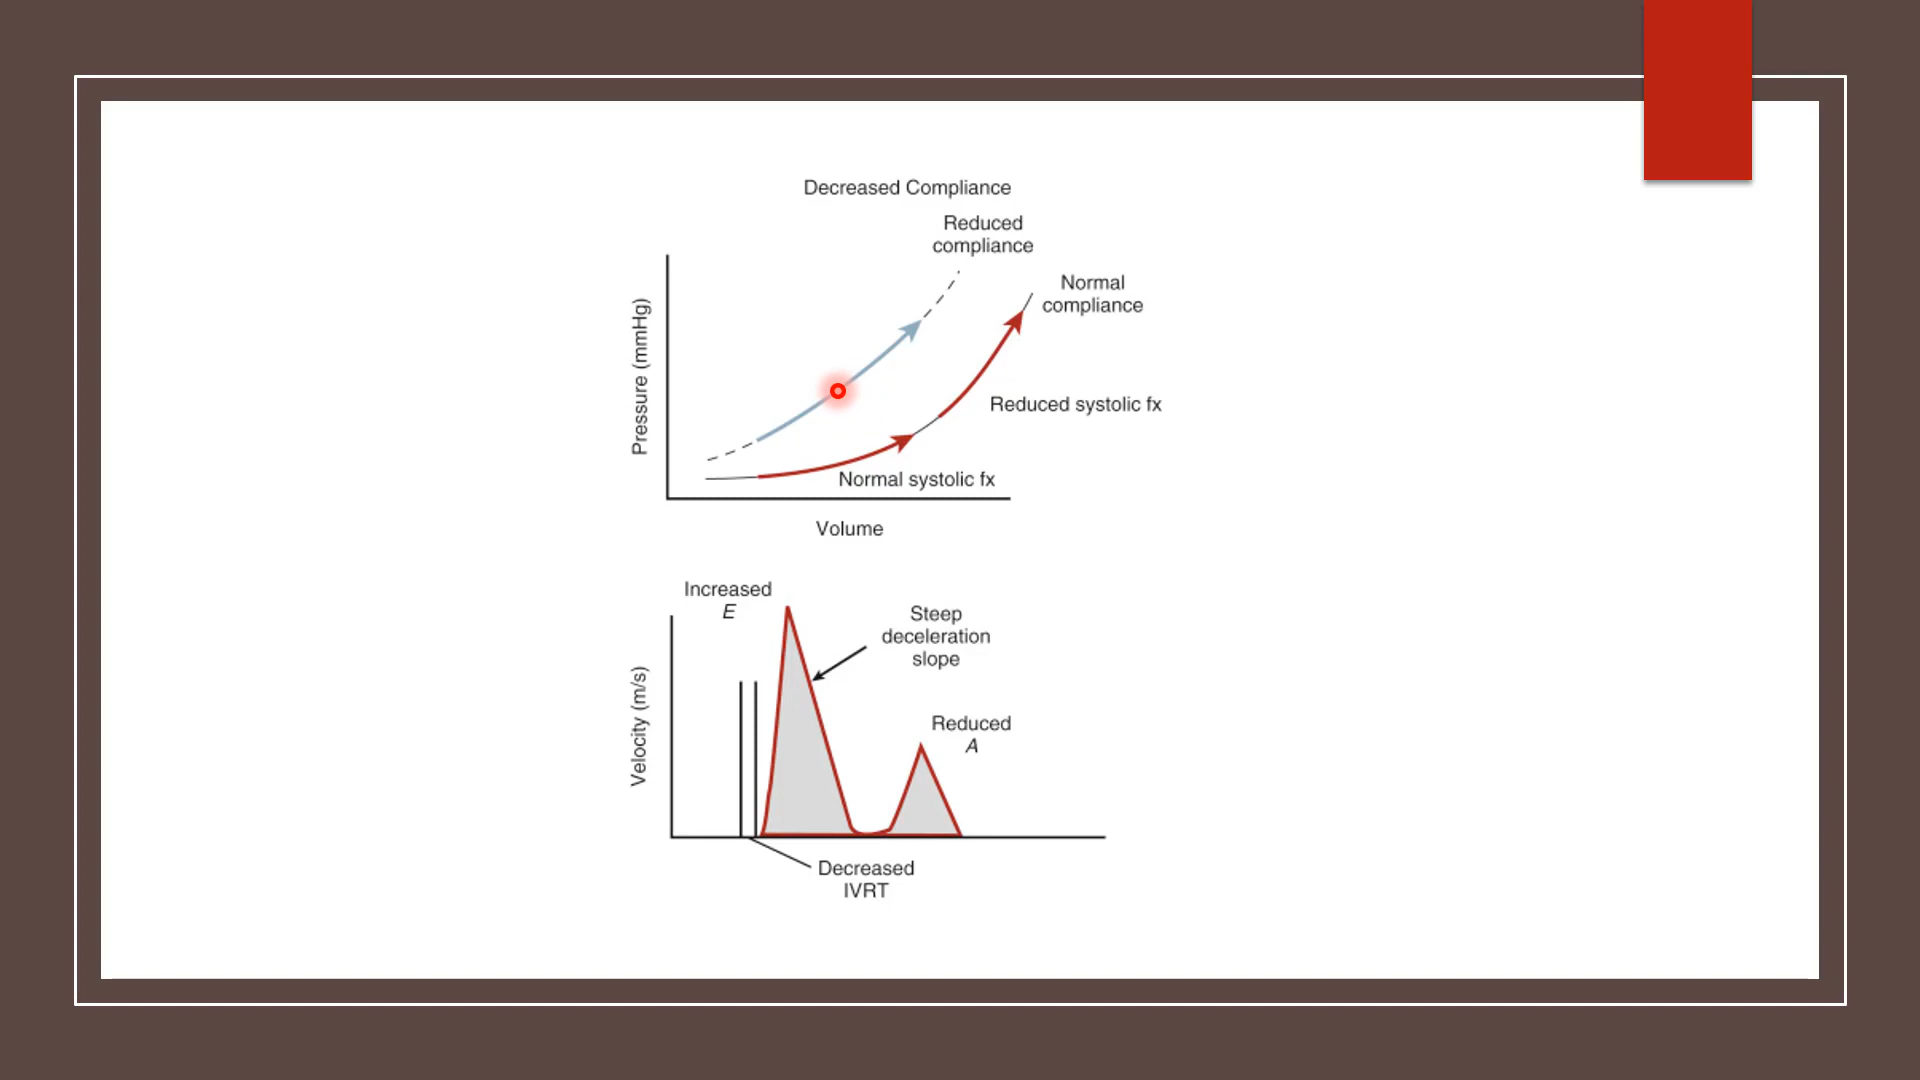 Decreased Compliance
Reduced
compliance
Normal
compliance
Pressure (mmHg)
Reduced systolic fx
Normal systolic fx
Volume
Increased
E
Steep
deceleration
slope
Velocity (m/s)
Reduced
A
Decreased
IVRT